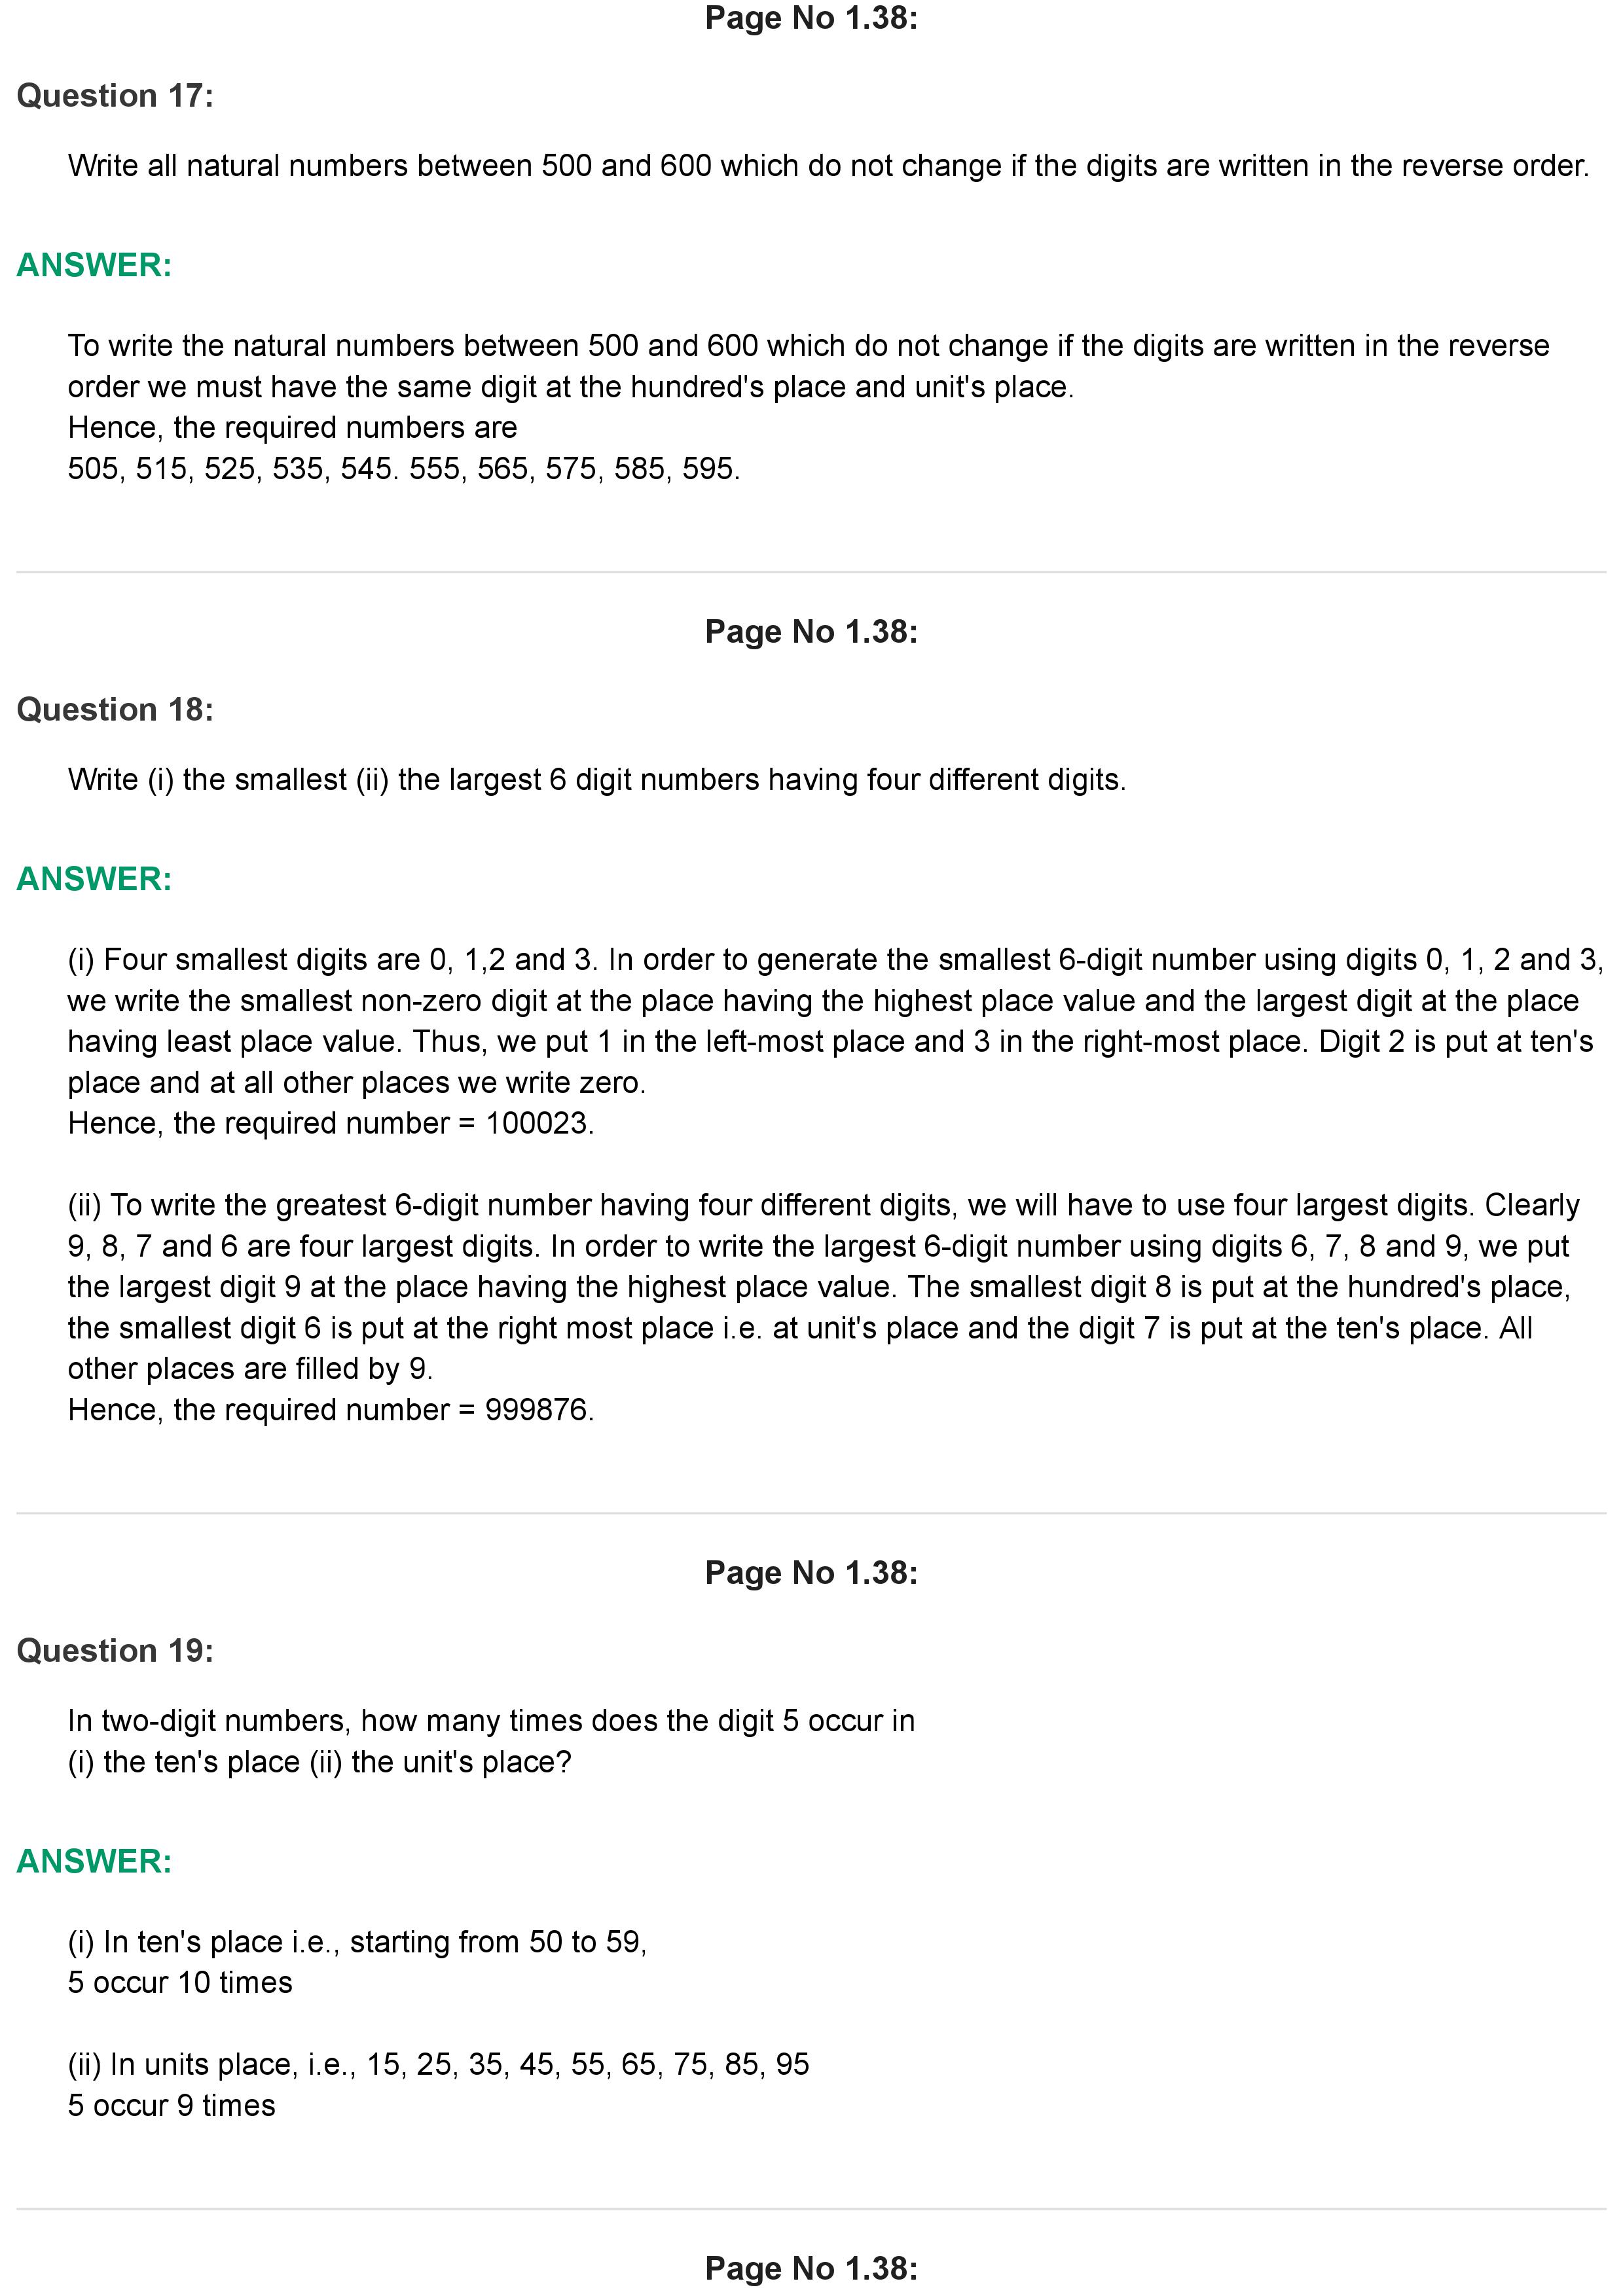 Page No 1.38:
Question 17:
Write all natural numbers between 500 and 600 which do not change if the digits are written in the reverse order.
ANSWER:
To write the natural numbers between 500 and 600 which do not change if the digits are written in the reverse
order we must have the same digit at the hundred's place and unit's place.
Hence, the required numbers are
505, 515, 525, 535, 545. 555, 565, 575, 585, 595.
Page No 1.38:
Question 18:
Write (i) the smallest (ii) the largest 6 digit numbers having four different digits.
ANSWER:
(i) Four smallest digits are 0, 1,2 and 3. In order to generate the smallest 6-digit number using digits 0, 1, 2 and 3,
we write the smallest non-zero digit at the place having the highest place value and the largest digit at the place
having least place value. Thus, we put 1 in the left-most place and 3 in the right-most place. Digit 2 is put at ten's
place and at all other places we write zero.
Hence, the required number = 100023.
(ii) To write the greatest 6-digit number having four different digits, we will have to use four largest digits. Clearly
9, 8, 7 and 6 are four largest digits. In order to write the largest 6-digit number using digits 6, 7, 8 and 9, we put
the largest digit 9 at the place having the highest place value. The smallest digit 8 is put at the hundred's place,
the smallest digit 6 is put at the right most place i.e. at unit's place and the digit 7 is put at the ten's place. All
other places are filled by 9.
Hence, the required number = 999876.
Page No 1.38:
Question 19:
In two-digit numbers, how many times does the digit 5 occur in
(i) the ten's place (ii) the unit's place?
ANSWER:
(i) In ten's place i.e., starting from 50 to 59,
5 occur 10 times
(ii) In units place, i.e., 15, 25, 35, 45, 55, 65, 75, 85, 95
5 occur 9 times
Page No 1.38: